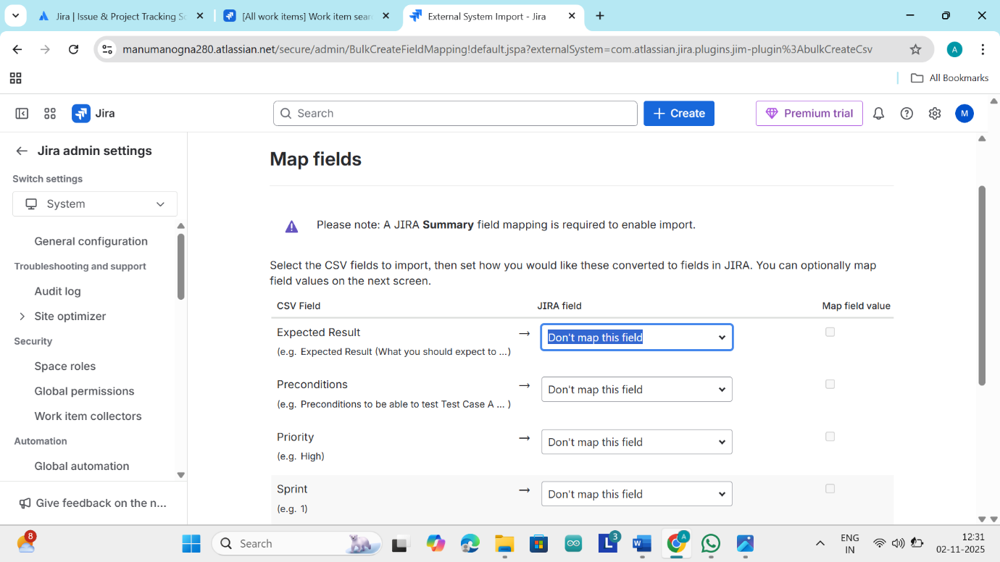 Jira | Issue & Project Tracking So
[All work items] Work item sear
External System Import - Jira
manumanogna280.atlassian.net/secure/admin/BulkCreateFieldMapping!default.jspa?externalSystem=com.atlassian.jira.plugins.jim-plugin%3AbulkCreateCsv
A
All Bookmarks
Jira
Search
Create
Premium trial
M
Jira admin settings
Switch settings
System
General configuration
Troubleshooting and support
Audit log
Site optimizer
Security
Space roles
Global permissions
Work item collectors
Automation
Global automation
Give feedback on the n...
Map fields
Please note: A JIRA Summary field mapping is required to enable import.
Select the CSV fields to import, then set how you would like these converted to fields in JIRA. You can optionally map
field values on the next screen.
CSV Field JIRA field Map field value
Expected Result → Don't map this field
(e.g. Expected Result (What you should expect to ...)
Preconditions → Don't map this field
(e.g. Preconditions to be able to test Test Case A ... )
Priority → Don't map this field
(e.g. High)
Sprint → Don't map this field
(e.g. 1)
8
Search
L
3
W
A
ENG
IN
12:31
02-11-2025